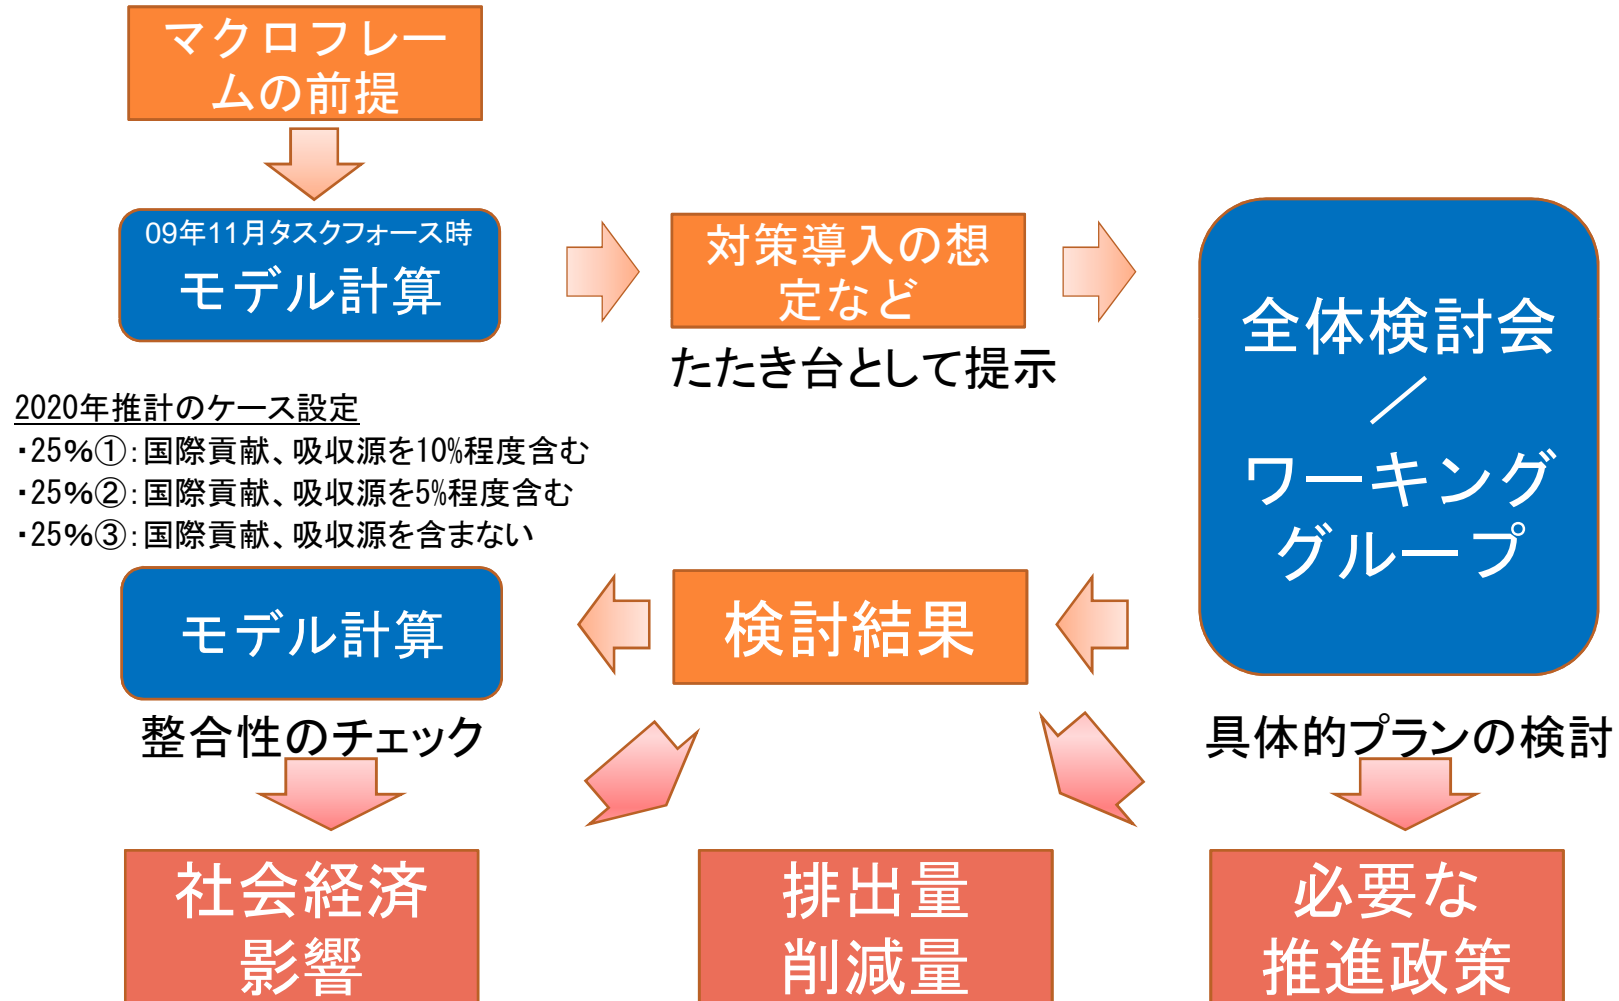 マクロフレー
ムの前提
09年11月タスクフォース時
モデル計算
対策導入の想
定など
たたき台として提示
全体検討会
／
ワーキング
グループ
2020年推計のケース設定
・25%①：国際貢献、吸収源を10%程度含む
・25%②：国際貢献、吸収源を5%程度含む
・25%③：国際貢献、吸収源を含まない
モデル計算
検討結果
整合性のチェック
具体的プランの検討
社会経済
影響
排出量
削減量
必要な
推進政策